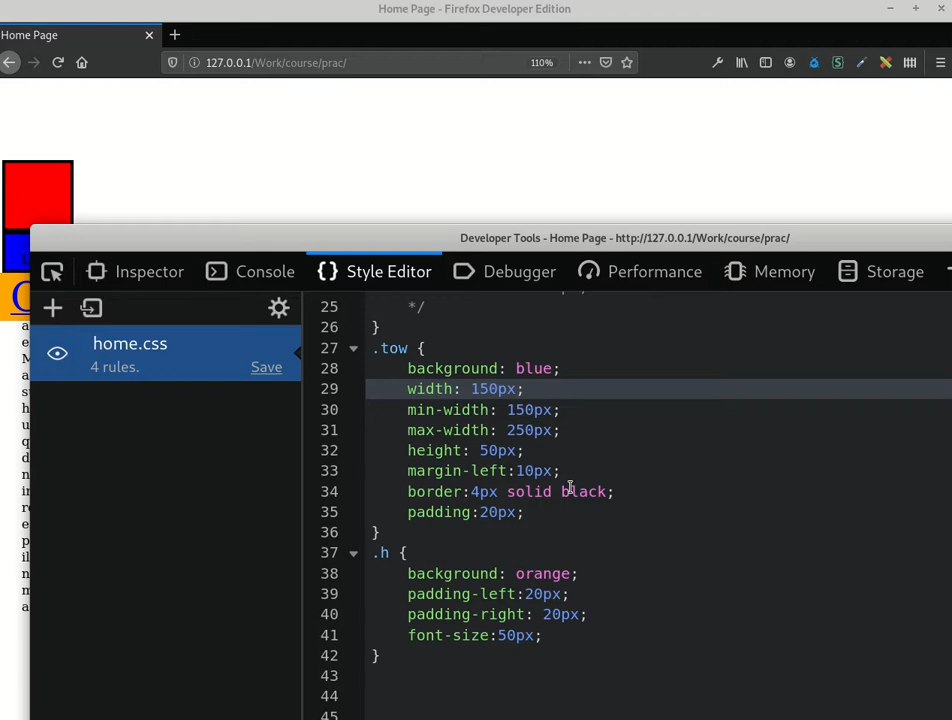 Home Page - Firefox Developer Edition
Home Page
127.0.0.1/Work/course/prac/
110%
Developer Tools - Home Page - http://127.0.0.1/Work/course/prac/
Inspector
Console
Style Editor
Debugger
Performance
Memory
Storage
home.css
4 rules.
Save
25 */
26 }
27 .tow {
28 background: blue;
29 width: 150px;
30 min-width: 150px;
31 max-width: 250px;
32 height: 50px;
33 margin-left:10px;
34 border:4px solid black;
35 padding:20px;
36 }
37 .h {
38 background: orange;
39 padding-left:20px;
40 padding-right: 20px;
41 font-size:50px;
42 }
43
44
45